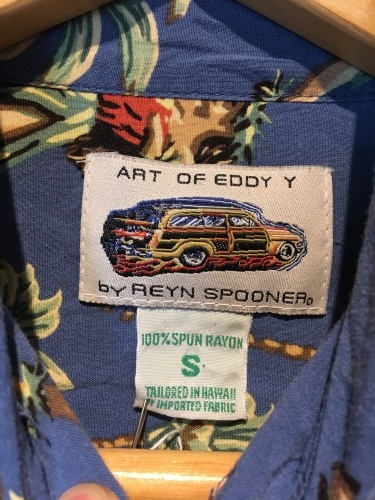 ART OF EDDY Y
by REYN SPOONER®
100% SPUN RAYON
S
TAILORED IN HAWAII
OF IMPORTED FABRIC